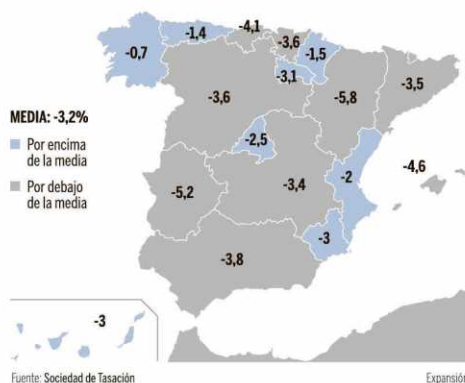 -4,1
-1,4
-0,7
-3,6
-1,5
-3,1
-3,5
-3,6
-5,8
MEDIA: -3,2%
Por encima
de la media
Por debajo
de la media
-2,5
-4,6
-2
-3,4
-5,2
-3
-3,8
-3
Fuente: Sociedad de Tasación
Expansión